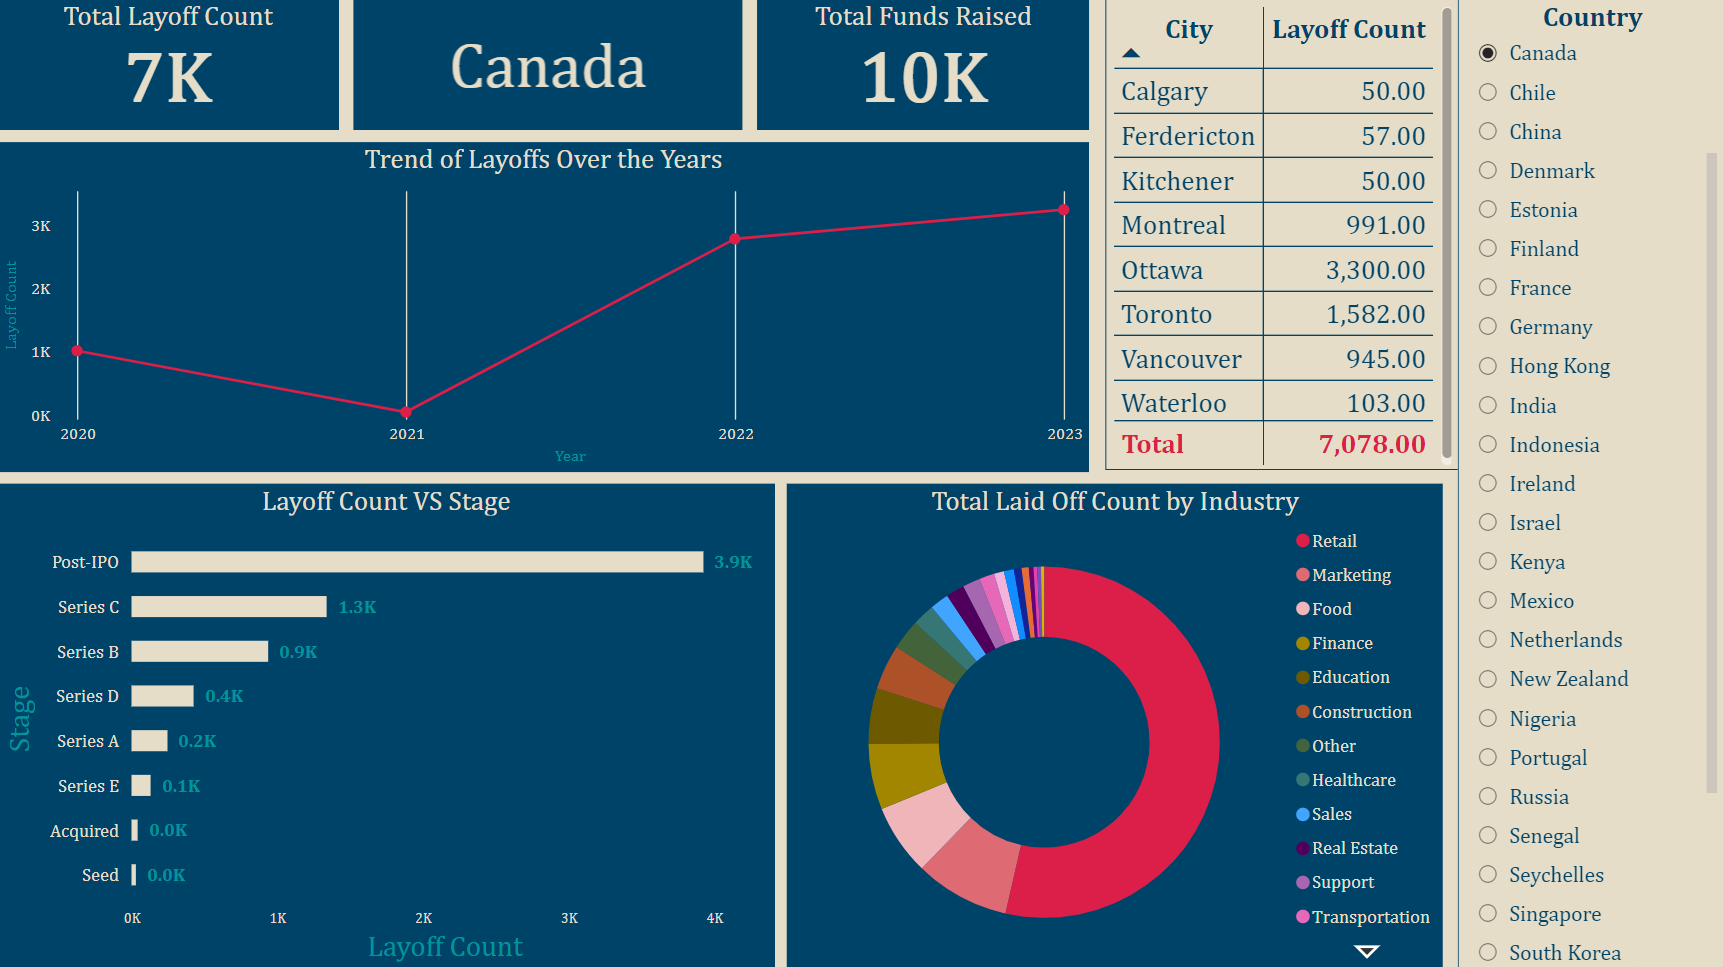 Total Layoff Count
7K
Canada
Total Funds Raised
10K
City Layoff Count
Calgary 50.00
Ferdericton 57.00
Kitchener 50.00
Montreal 991.00
Ottawa 3,300.00
Toronto 1,582.00
Vancouver 945.00
Waterloo 103.00
Total 7,078.00
Country
Canada
Chile
China
Denmark
Estonia
Finland
France
Germany
Hong Kong
India
Indonesia
Ireland
Israel
Kenya
Mexico
Netherlands
New Zealand
Nigeria
Portugal
Russia
Senegal
Seychelles
Singapore
South Korea
Trend of Layoffs Over the Years
Layoff Count
3K
2K
1K
0K
2020 2021 2022 2023
Year
Layoff Count VS Stage
Stage
Post-IPO 3.9K
Series C 1.3K
Series B 0.9K
Series D 0.4K
Series A 0.2K
Series E 0.1K
Acquired 0.0K
Seed 0.0K
0K 1K 2K 3K 4K
Layoff Count
Total Laid Off Count by Industry
Retail
Marketing
Food
Finance
Education
Construction
Other
Healthcare
Sales
Real Estate
Support
Transportation